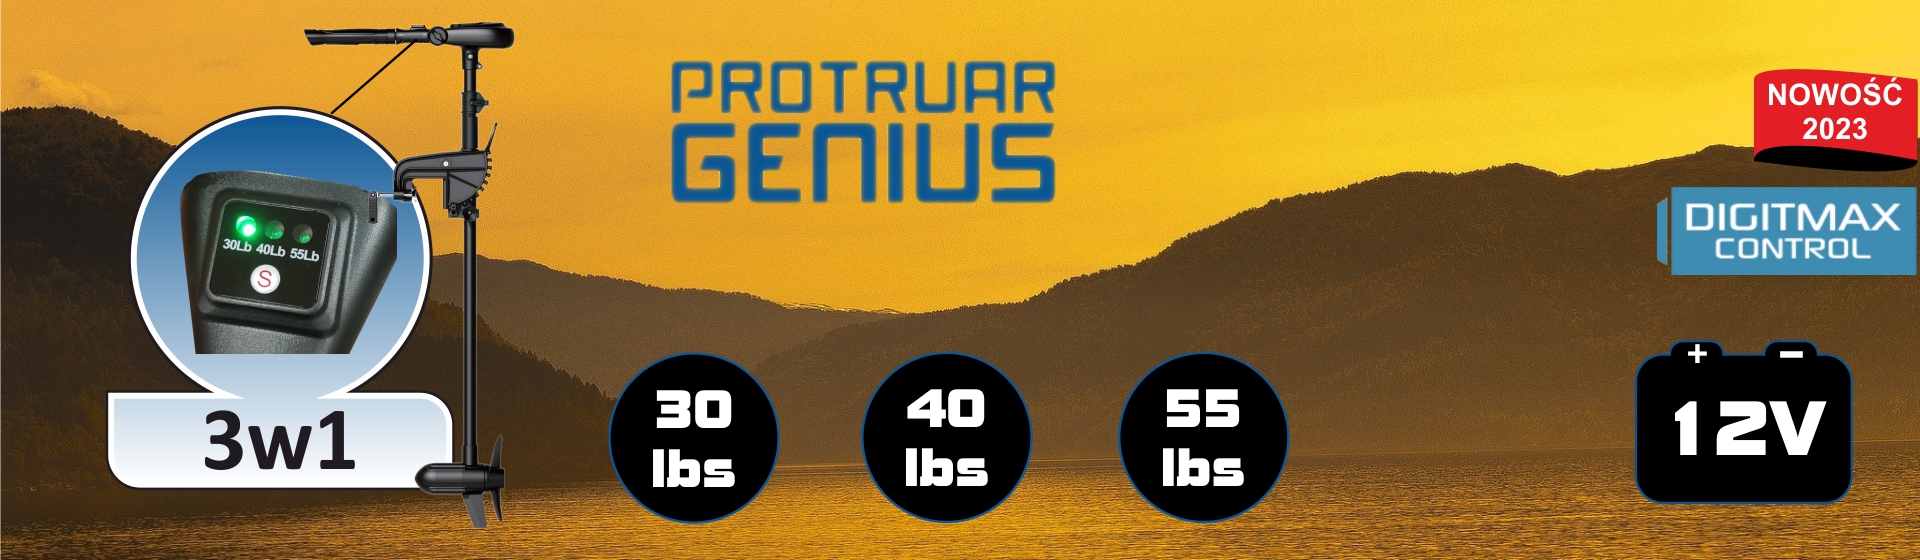 PROTRUAR
GENIUS
NOWOŚĆ
2023
DIGITMAX
CONTROL
30Lb 40Lb 55Lb
S
3w1
30
lbs
40
lbs
55
lbs
+ −
12V